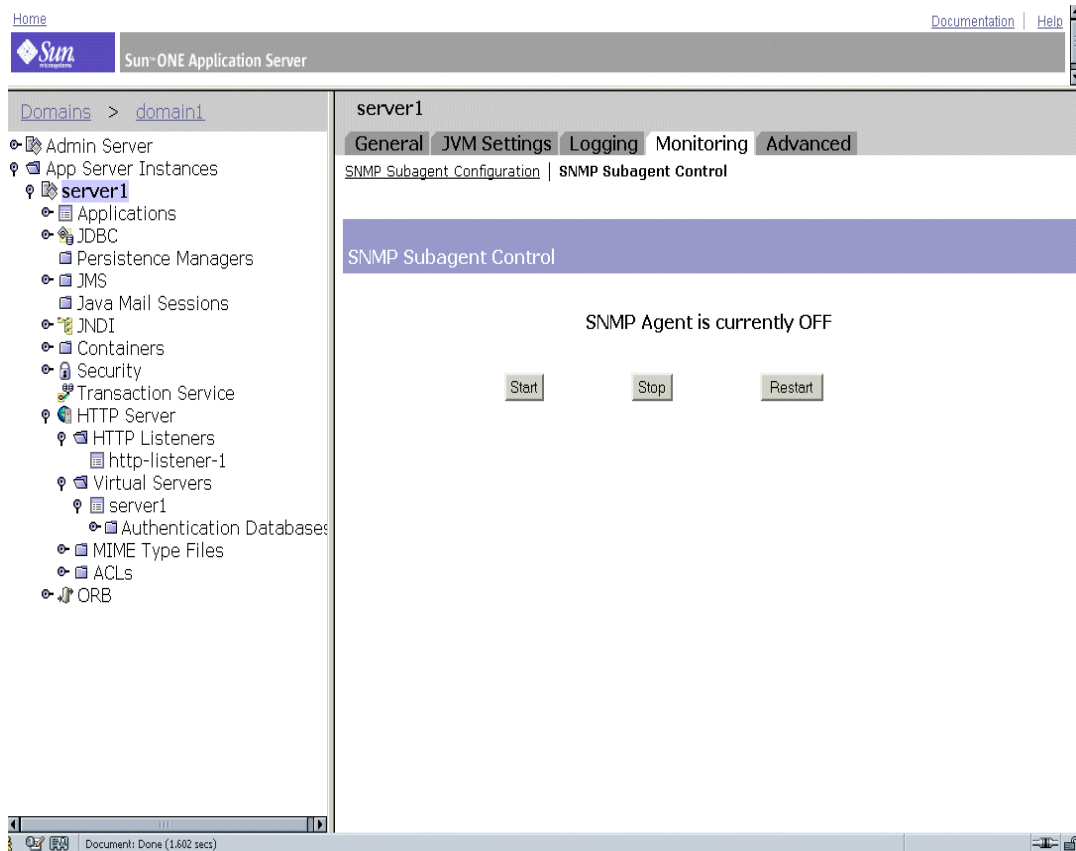 Home
Documentation | Help
Sun
microsystems
Sun™ ONE Application Server
Domains > domain1
Admin Server
App Server Instances
server1
Applications
JDBC
Persistence Managers
JMS
Java Mail Sessions
JNDI
Containers
Security
Transaction Service
HTTP Server
HTTP Listeners
http-listener-1
Virtual Servers
server1
Authentication Databases
MIME Type Files
ACLs
ORB
server1
General JVM Settings Logging Monitoring Advanced
SNMP Subagent Configuration | SNMP Subagent Control
SNMP Subagent Control
SNMP Agent is currently OFF
Start Stop Restart
Document: Done (1.602 secs)